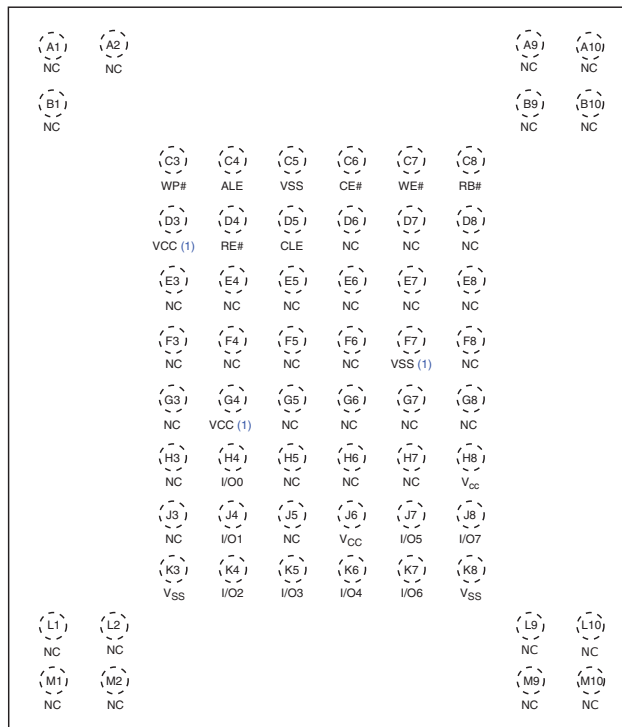 A1 A2 A9 A10
NC NC NC NC
B1 B9 B10
NC NC NC
C3 C4 C5 C6 C7 C8
WP# ALE VSS CE# WE# RB#
D3 D4 D5 D6 D7 D8
VCC (1) RE# CLE NC NC NC
E3 E4 E5 E6 E7 E8
NC NC NC NC NC NC
F3 F4 F5 F6 F7 F8
NC NC NC NC VSS (1) NC
G3 G4 G5 G6 G7 G8
NC VCC (1) NC NC NC NC
H3 H4 H5 H6 H7 H8
NC I/O0 NC NC NC Vcc
J3 J4 J5 J6 J7 J8
NC I/O1 NC VCC I/O5 I/O7
K3 K4 K5 K6 K7 K8
VSS I/O2 I/O3 I/O4 I/O6 VSS
L1 L2 L9 L10
NC NC NC NC
M1 M2 M9 M10
NC NC NC NC